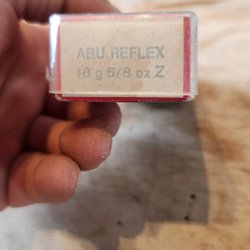 ABU REFLEX
18 g 5/8 oz Z